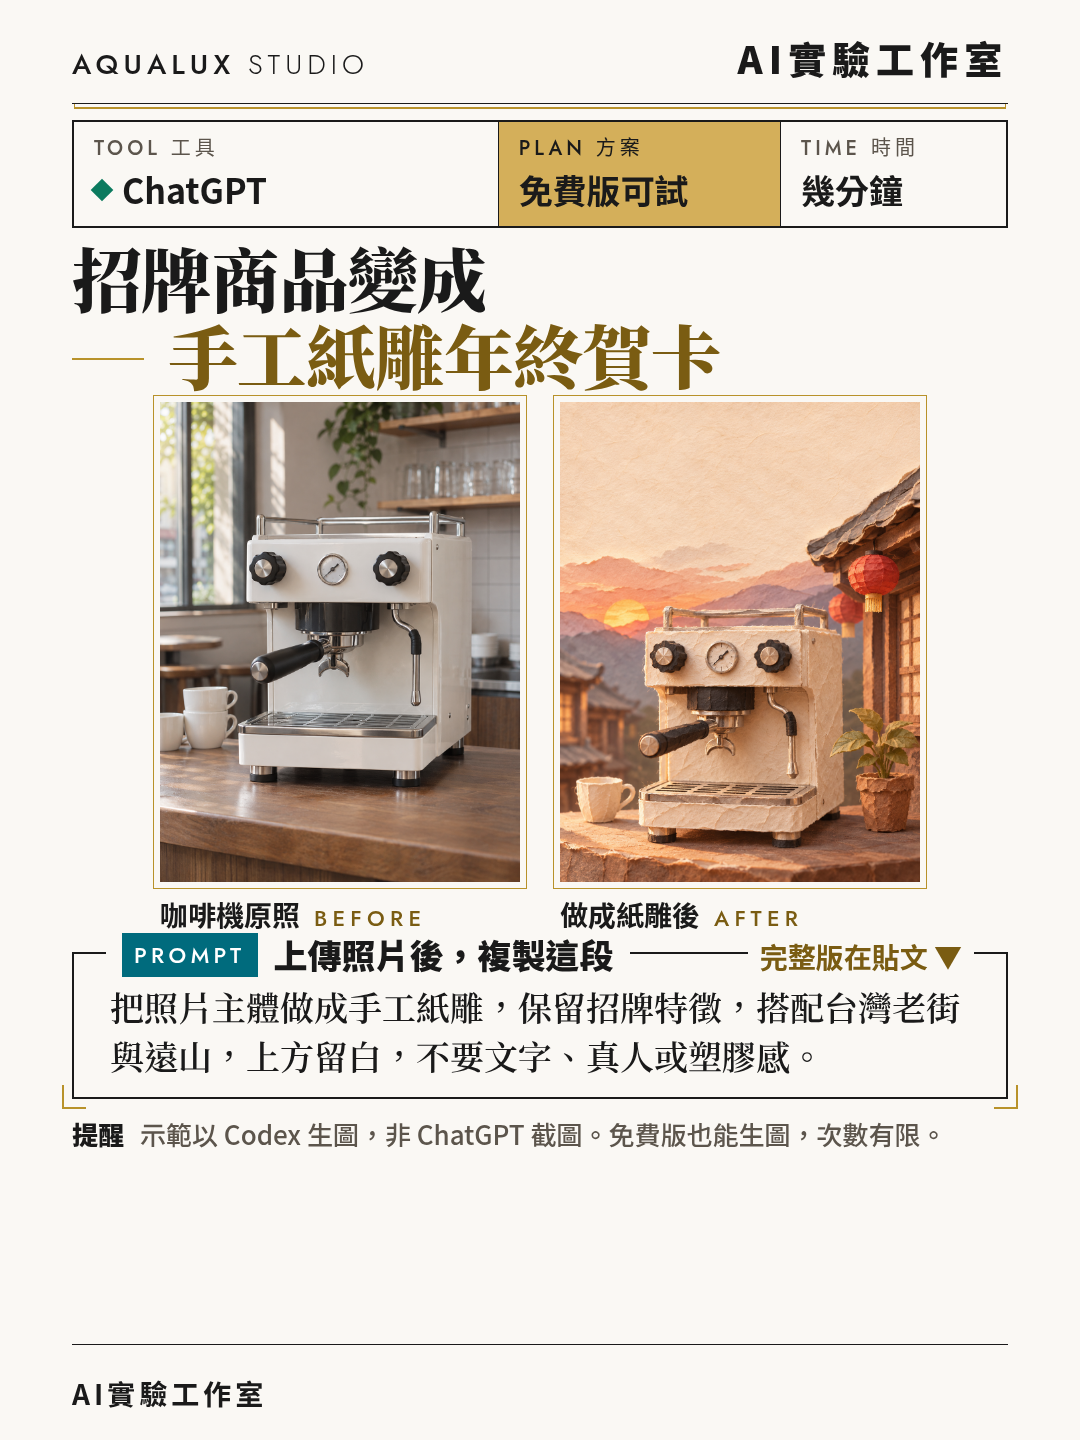 AQUALUX STUDIO
AI實驗工作室
TOOL 工具
ChatGPT
PLAN 方案
免費版可試
TIME 時間
幾分鐘
招牌商品變成
手工紙雕年終賀卡
咖啡機原照 BEFORE
做成紙雕後 AFTER
PROMPT 上傳照片後，複製這段
完整版在貼文▼
把照片主體做成手工紙雕，保留招牌特徵，搭配台灣老街
與遠山，上方留白，不要文字、真人或塑膠感。
提醒 示範以 Codex 生圖，非 ChatGPT 截圖。免費版也能生圖，次數有限。
AI實驗工作室